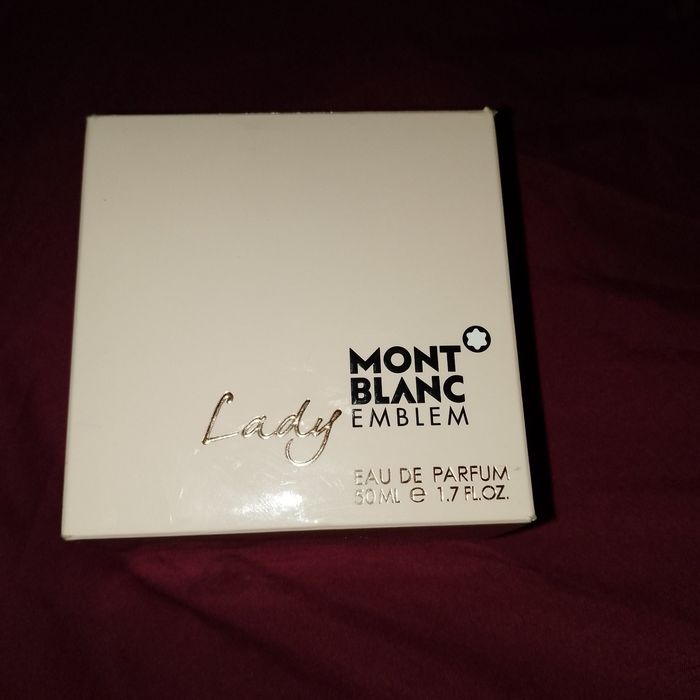 MONT
BLANC
Lady EMBLEM
EAU DE PARFUM
50 ML e 1.7 FL.OZ.